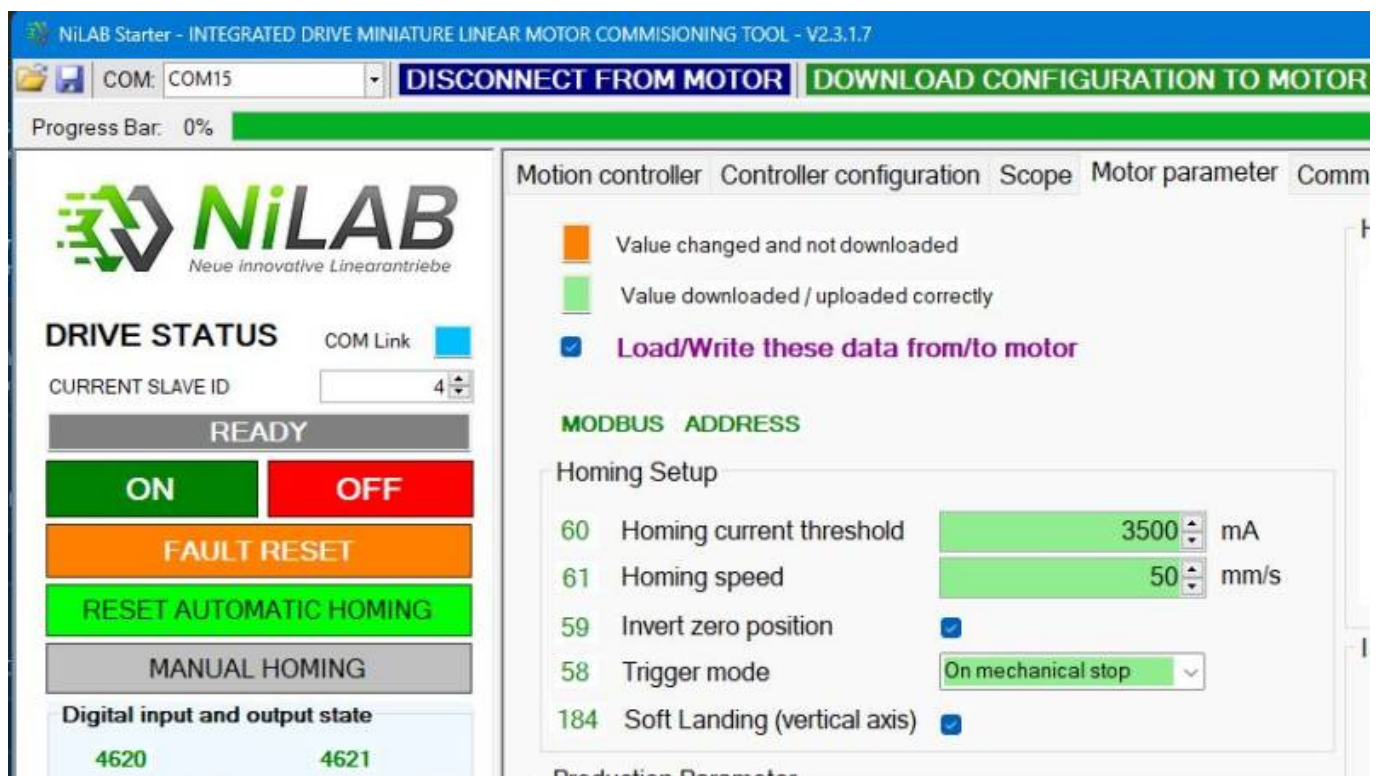 NiLAB Starter - INTEGRATED DRIVE MINIATURE LINEAR MOTOR COMMISIONING TOOL - V2.3.1.7
COM: COM15 DISCONNECT FROM MOTOR DOWNLOAD CONFIGURATION TO MOTOR
Progress Bar: 0%
NiLAB
Neue innovative Linearantriebe
DRIVE STATUS COM Link
CURRENT SLAVE ID 4
READY
ON OFF
FAULT RESET
RESET AUTOMATIC HOMING
MANUAL HOMING
Digital input and output state
4620 4621
Motion controller Controller configuration Scope Motor parameter Comm
Value changed and not downloaded
Value downloaded / uploaded correctly
Load/Write these data from/to motor
MODBUS ADDRESS
Homing Setup
60 Homing current threshold 3500 mA
61 Homing speed 50 mm/s
59 Invert zero position
58 Trigger mode On mechanical stop
184 Soft Landing (vertical axis)
Production Parameter